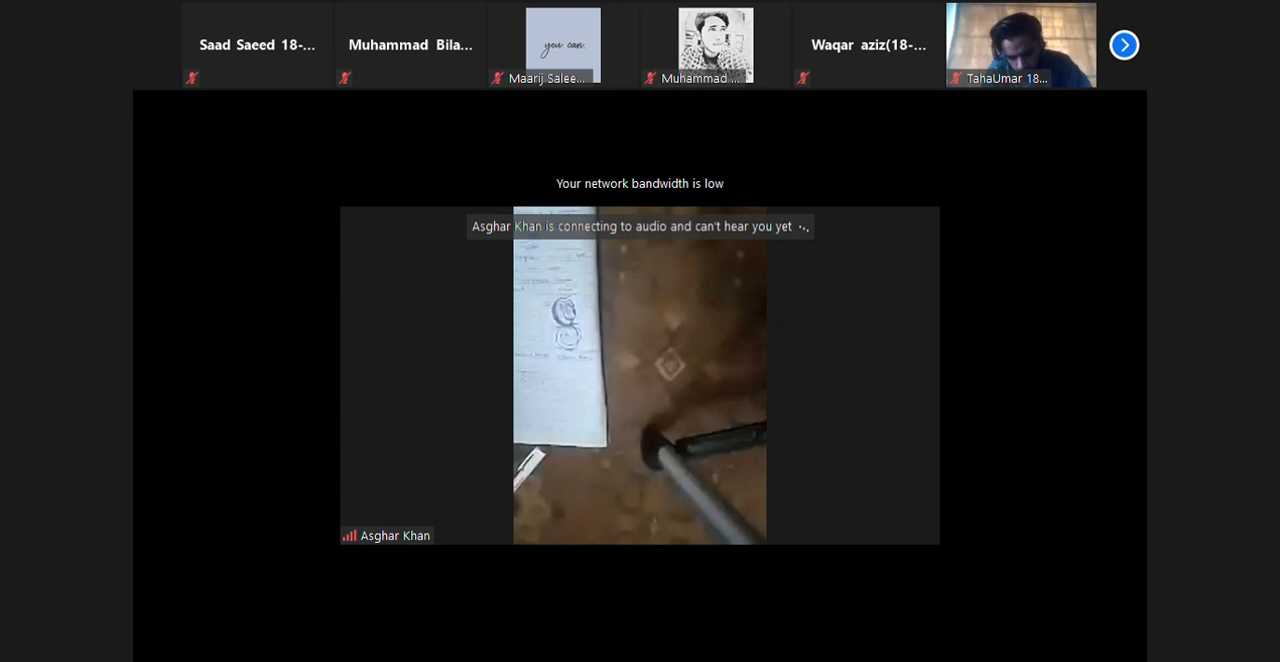 Saad Saeed 18-...
Muhammad Bila...
you can.
Waqar aziz(18-...
Maarij Salee...
Muhammad ...
TahaUmar 18...
Your network bandwidth is low
Asghar Khan is connecting to audio and can't hear you yet
Asghar Khan